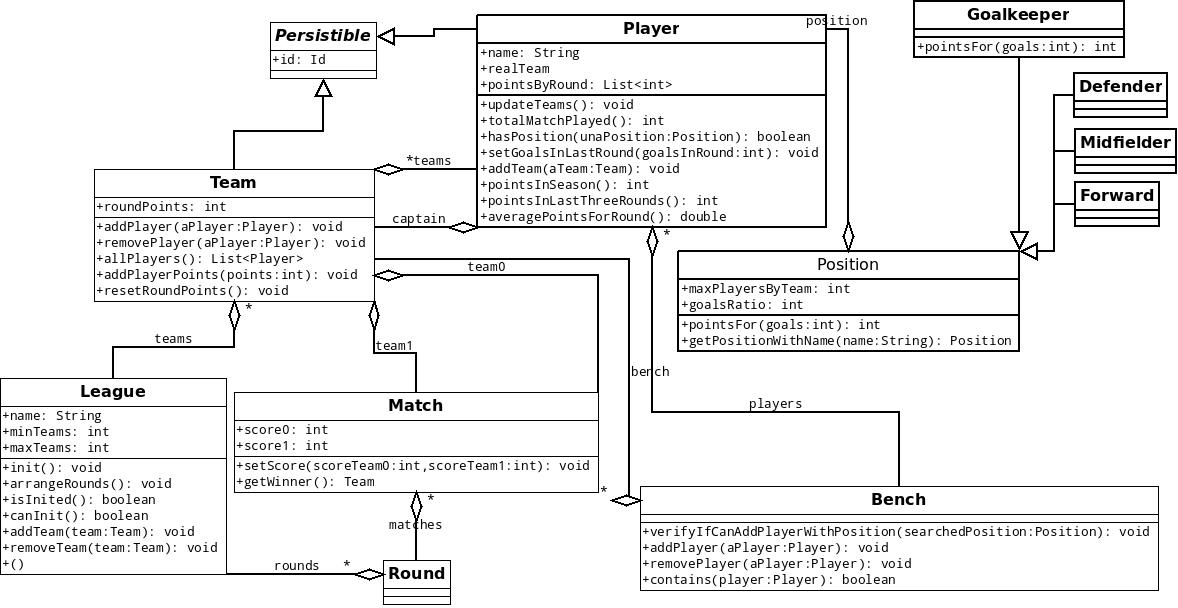 Persistible
+id: Id
Player
+name: String
+realTeam
+pointsByRound: List<int>
+updateTeams(): void
+totalMatchPlayed(): int
+hasPosition(unaPosition:Position): boolean
+setGoalsInLastRound(goalsInRound:int): void
+addTeam(aTeam:Team): void
+pointsInSeason(): int
+pointsInLastThreeRounds(): int
+averagePointsForRound(): double
position
Goalkeeper
+pointsFor(goals:int): int
Defender
Midfielder
Forward
*teams
captain
Team
+roundPoints: int
+addPlayer(aPlayer:Player): void
+removePlayer(aPlayer:Player): void
+allPlayers(): List<Player>
+addPlayerPoints(points:int): void
+resetRoundPoints(): void
team0
*
Position
+maxPlayersByTeam: int
+goalsRatio: int
+pointsFor(goals:int): int
+getPositionWithName(name:String): Position
*
teams
team1
bench
players
League
+name: String
+minTeams: int
+maxTeams: int
+init(): void
+arrangeRounds(): void
+isInited(): boolean
+canInit(): boolean
+addTeam(team:Team): void
+removeTeam(team:Team): void
+()
Match
+score0: int
+score1: int
+setScore(scoreTeam0:int,scoreTeam1:int): void
+getWinner(): Team
*
*
matches
rounds *
Round
Bench
+verifyIfCanAddPlayerWithPosition(searchedPosition:Position): void
+addPlayer(aPlayer:Player): void
+removePlayer(aPlayer:Player): void
+contains(player:Player): boolean